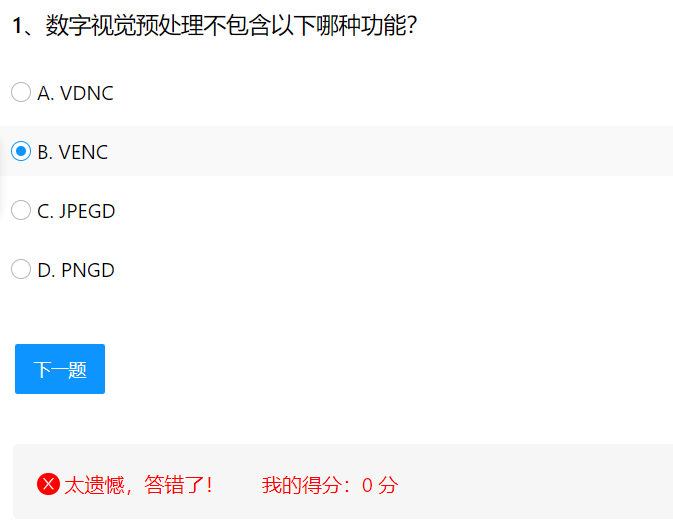 1、数字视觉预处理不包含以下哪种功能?
A. VDNC
B. VENC
C. JPEGD
D. PNGD
下一题
太遗憾，答错了！ 我的得分：0 分